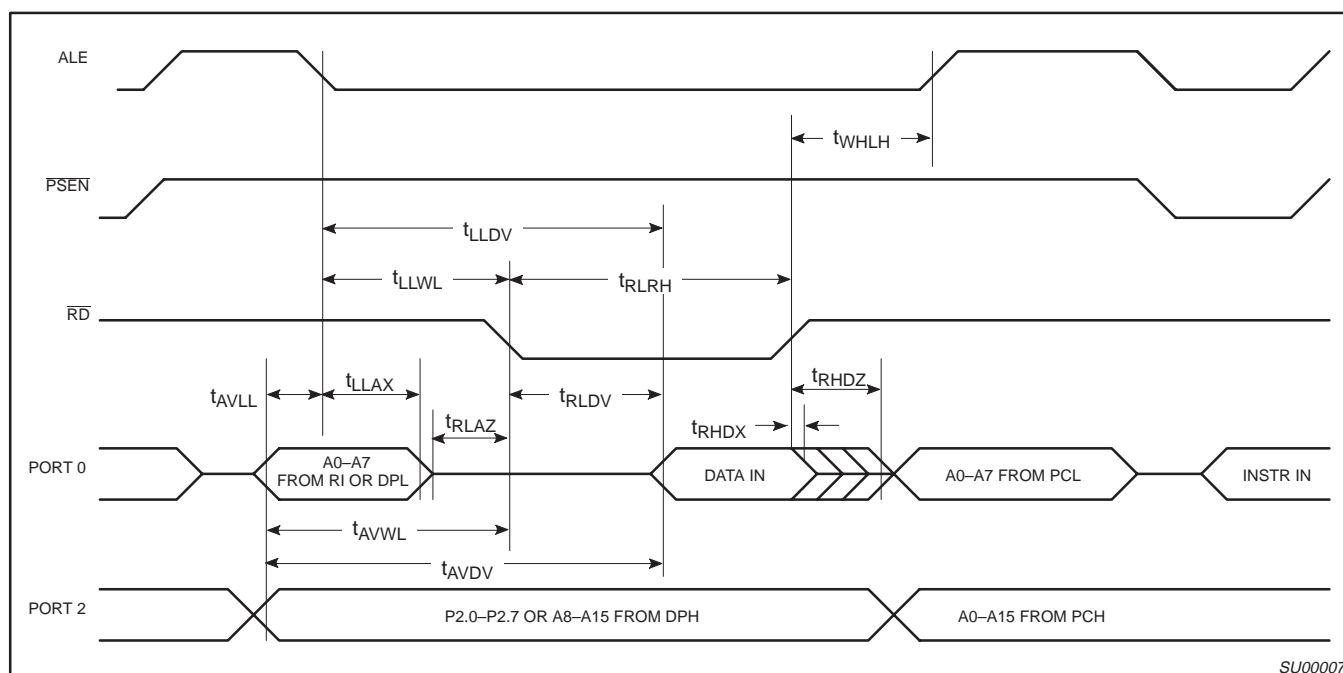 ALE
tWHLH
PSEN
tLLDV
tLLWL
tRLRH
RD
tAVLL
tLLAX
tRLAZ
tRLDV
tRHDZ
tRHDX
PORT 0
A0–A7
FROM RI OR DPL
DATA IN
A0–A7 FROM PCL
INSTR IN
tAVWL
tAVDV
PORT 2
P2.0–P2.7 OR A8–A15 FROM DPH
A0–A15 FROM PCH
SU00007